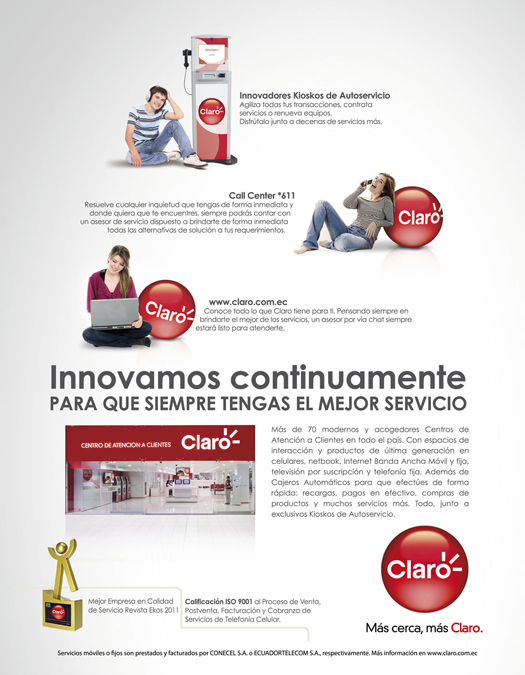 Claro
Innovadores Kioskos de Autoservicio
Agiliza todas tus transacciones, contrata
servicios o renueva equipos.
Disfrútalo junto a decenas de servicios más.
Call Center *611
Resuelve cualquier inquietud que tengas de forma inmediata y
donde quiera que te encuentres, siempre podrás contar con
un asesor de servicio dispuesto a brindarte de forma inmediata
todas las alternativas de solución a tus requerimientos.
Claro
Claro
www.claro.com.ec
Conoce todo lo que Claro tiene para ti. Pensando siempre en
brindarte el mejor de los servicios, un asesor por vía chat siempre
estará listo para atenderte.
Innovamos continuamente
PARA QUE SIEMPRE TENGAS EL MEJOR SERVICIO
CENTRO DE ATENCION A CLIENTES Claro
Más de 70 modernos y acogedores Centros de
Atención a Clientes en todo el país. Con espacios de
interacción y productos de última generación en
celulares, netbook, Internet Banda Ancha Móvil y fija,
televisión por suscripción y telefonía fija. Además de
Cajeros Automáticos para que efectúes de forma
rápida: recargas, pagos en efectivo, compras de
productos y muchos servicios más. Todo, junto a
exclusivos Kioskos de Autoservicio.
Claro
Claro
Mejor Empresa en Calidad
de Servicio Revista Ekos 2011
Calificación ISO 9001 al Proceso de Venta,
Postventa, Facturación y Cobranza de
Servicios de Telefonía Celular.
Más cerca, más Claro.
Servicios móviles o fijos son prestados y facturados por CONECEL S.A. o ECUADORTELECOM S.A., respectivamente. Más información en www.claro.com.ec